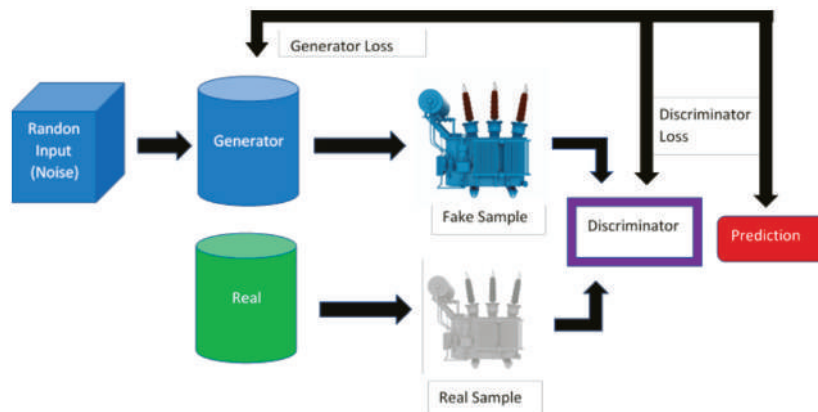 Generator Loss
Randon
Input
(Noise)
Generator
Discriminator
Loss
Fake Sample
Discriminator
Prediction
Real
Real Sample